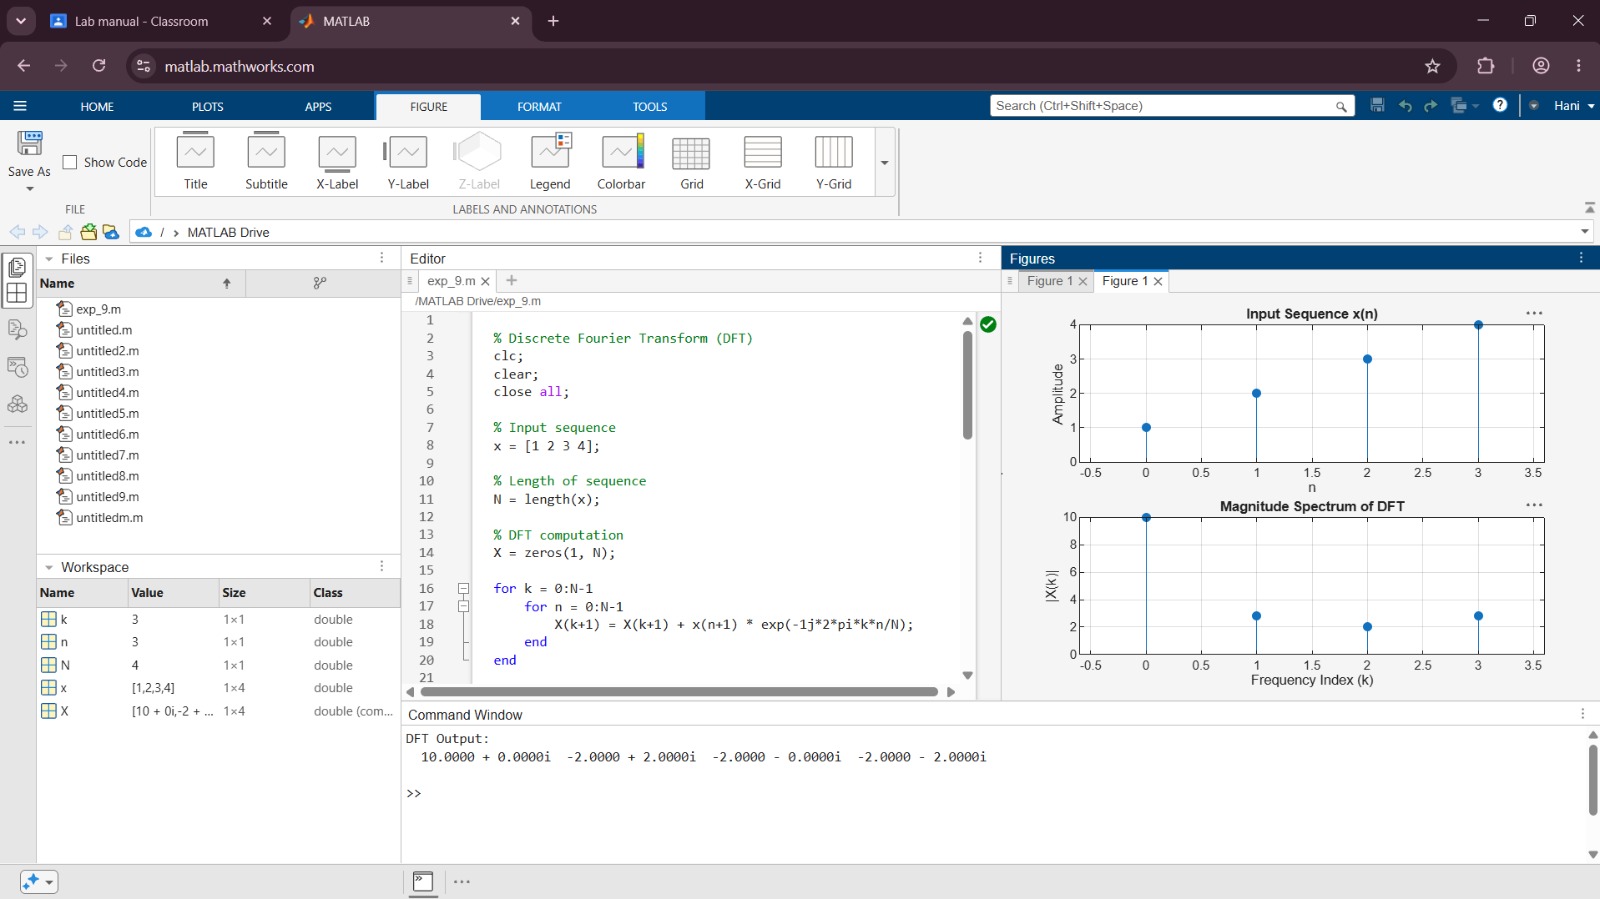 Lab manual - Classroom
MATLAB
matlab.mathworks.com
HOME PLOTS APPS FIGURE FORMAT TOOLS
Search (Ctrl+Shift+Space)
Hani
Save As
Show Code
Title Subtitle X-Label Y-Label Z-Label Legend Colorbar Grid X-Grid Y-Grid
FILE
LABELS AND ANNOTATIONS
/ > MATLAB Drive
Files
Name
exp_9.m
untitled.m
untitled2.m
untitled3.m
untitled4.m
untitled5.m
untitled6.m
untitled7.m
untitled8.m
untitled9.m
untitledm.m
Workspace
Name Value Size Class
k 3 1×1 double
n 3 1×1 double
N 4 1×1 double
x [1,2,3,4] 1×4 double
X [10 + 0i,-2 + ... 1×4 double (com...
Editor
exp_9.m
/MATLAB Drive/exp_9.m
1
2 % Discrete Fourier Transform (DFT)
3 clc;
4 clear;
5 close all;
6
7 % Input sequence
8 x = [1 2 3 4];
9
10 % Length of sequence
11 N = length(x);
12
13 % DFT computation
14 X = zeros(1, N);
15
16 for k = 0:N-1
17 for n = 0:N-1
18 X(k+1) = X(k+1) + x(n+1) * exp(-1j*2*pi*k*n/N);
19 end
20 end
21
Figures
Figure 1
Figure 1
Input Sequence x(n)
Amplitude
4
3
2
1
0
-0.5 0 0.5 1 1.5 2 2.5 3 3.5
n
Magnitude Spectrum of DFT
|X(k)|
10
8
6
4
2
0
-0.5 0 0.5 1 1.5 2 2.5 3 3.5
Frequency Index (k)
Command Window
DFT Output:
10.0000 + 0.0000i -2.0000 + 2.0000i -2.0000 - 0.0000i -2.0000 - 2.0000i
>>